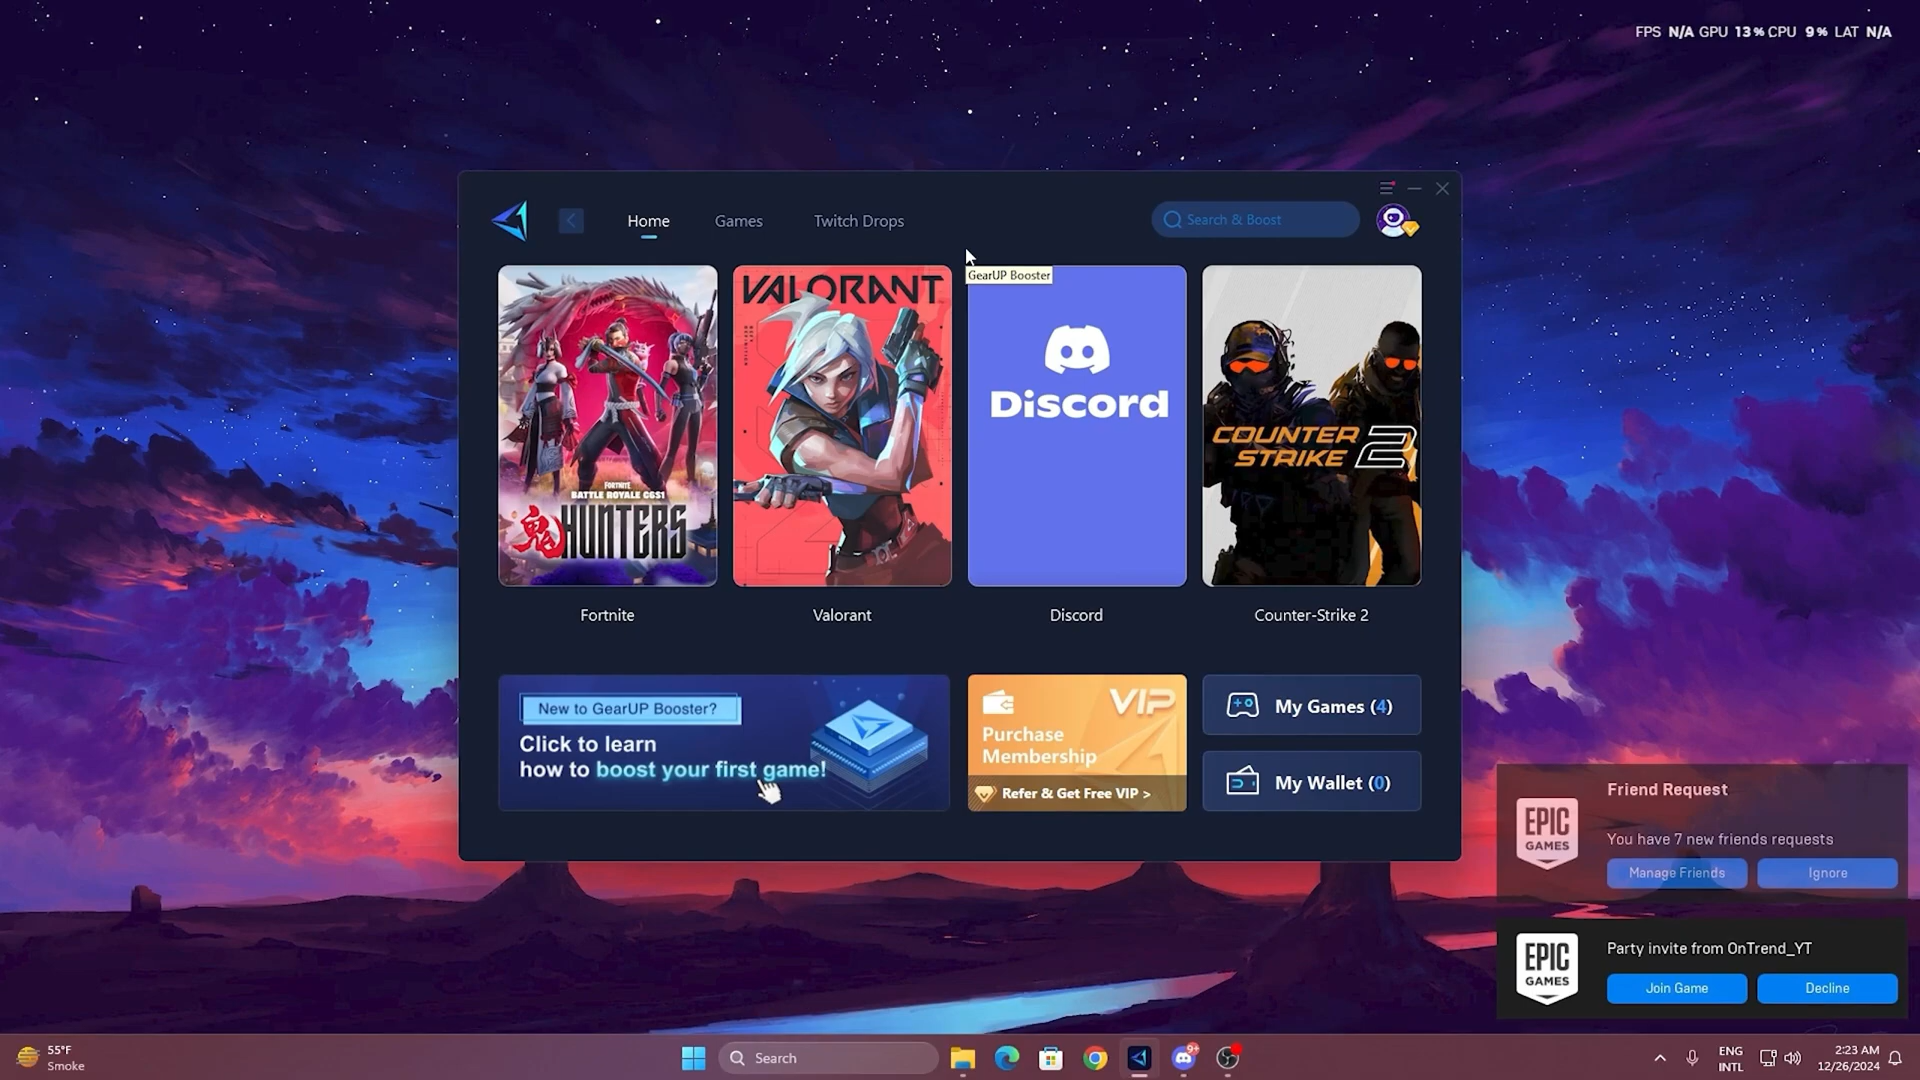 FPS N/A GPU 13% CPU 9% LAT N/A
Home
Games
Twitch Drops
Search & Boost
GearUP Booster
FORTNITE
BATTLE ROYALE C6S1
鬼HUNTERS
VALORANT
Discord
COUNTER
STRIKE 2
Fortnite
Valorant
Discord
Counter-Strike 2
New to GearUP Booster?
Click to learn
how to boost your first game!
VIP
Purchase
Membership
Refer & Get Free VIP >
My Games (4)
My Wallet (0)
EPIC
GAMES
Friend Request
You have 7 new friends requests
Manage Friends
Ignore
EPIC
GAMES
Party invite from OnTrend_YT
Join Game
Decline
55°F
Smoke
Search
9+
ENG
INTL
2:23 AM
12/26/2024